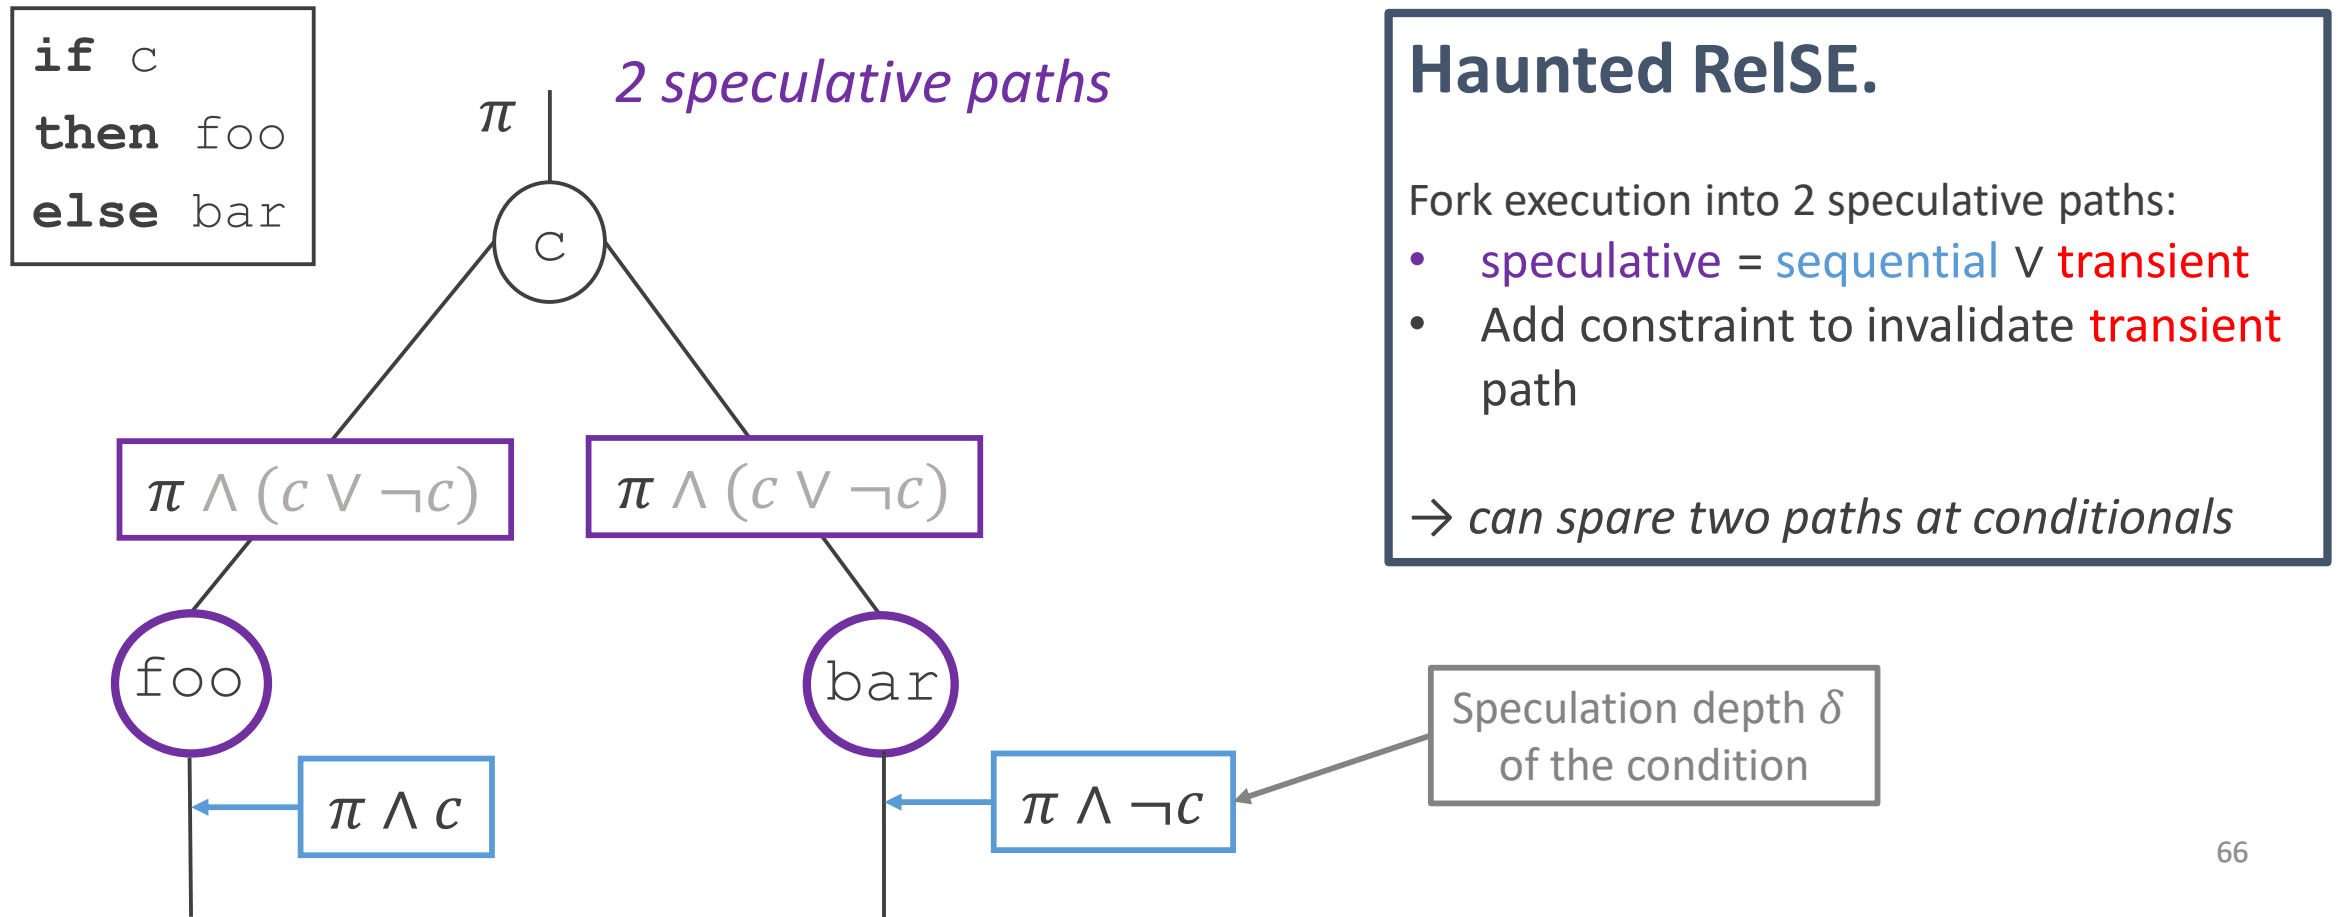 if c
then foo
else bar
2 speculative paths
π
c
π ∧ (c ∨ ¬c)
π ∧ (c ∨ ¬c)
foo
bar
π ∧ c
π ∧ ¬c
Haunted RelSE.
Fork execution into 2 speculative paths:
• speculative = sequential ∨ transient
• Add constraint to invalidate transient
path
→ can spare two paths at conditionals
Speculation depth δ
of the condition
66